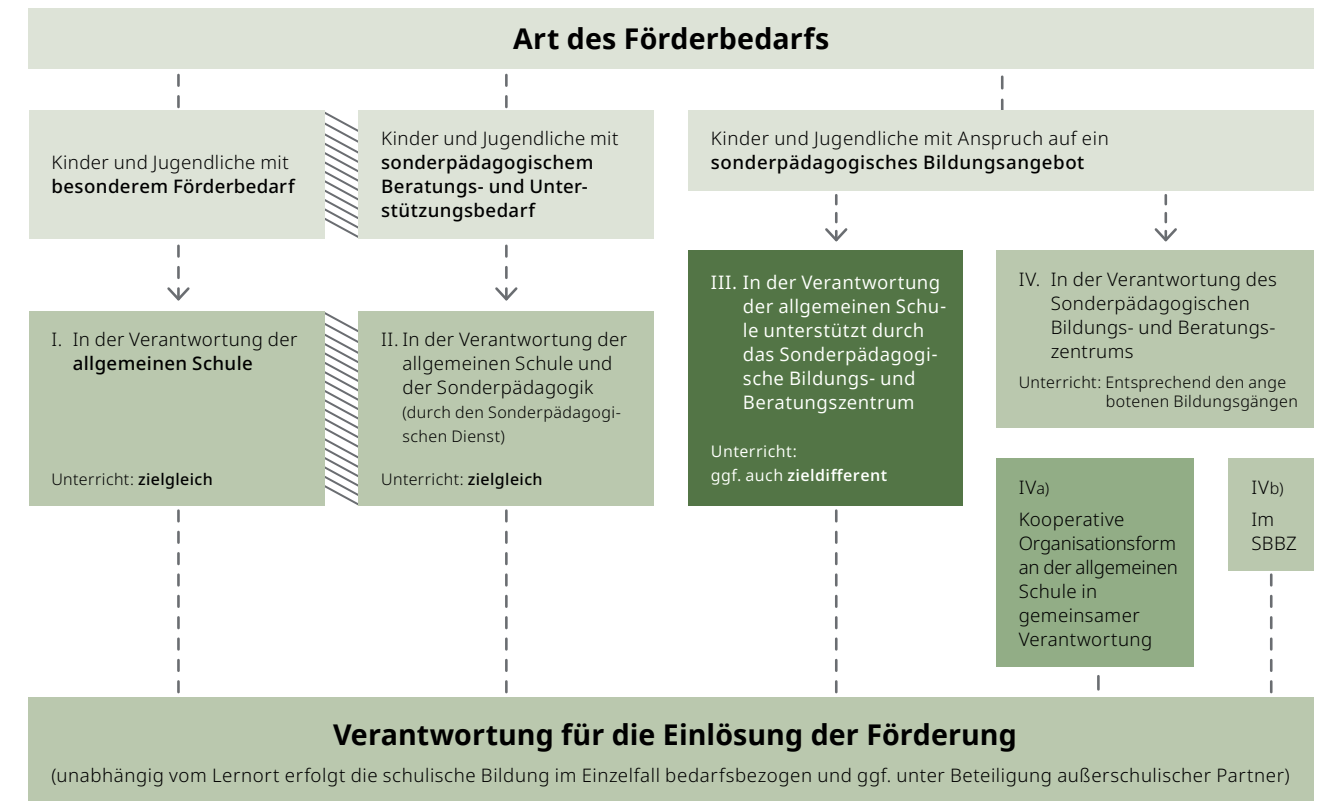 Art des Förderbedarfs
Kinder und Jugendliche mit
besonderem Förderbedarf
Kinder und Jugendliche mit
sonderpädagogischem
Beratungs- und Unter-
stützungsbedarf
Kinder und Jugendliche mit Anspruch auf ein
sonderpädagogisches Bildungsangebot
I. In der Verantwortung der
allgemeinen Schule
Unterricht: zielgleich
II. In der Verantwortung der
allgemeinen Schule und
der Sonderpädagogik
(durch den Sonderpädagogi-
schen Dienst)
Unterricht: zielgleich
III. In der Verantwortung
der allgemeinen Schu-
le unterstützt durch
das Sonderpädagogi-
sche Bildungs- und
Beratungszentrum
Unterricht:
ggf. auch zieldifferent
IV. In der Verantwortung des
Sonderpädagogischen
Bildungs- und Beratungs-
zentrums
Unterricht: Entsprechend den ange
botenen Bildungsgängen
IVa)
Kooperative
Organisationsform
an der allgemeinen
Schule in
gemeinsamer
Verantwortung
IVb)
Im
SBBZ
Verantwortung für die Einlösung der Förderung
(unabhängig vom Lernort erfolgt die schulische Bildung im Einzelfall bedarfsbezogen und ggf. unter Beteiligung außerschulischer Partner)